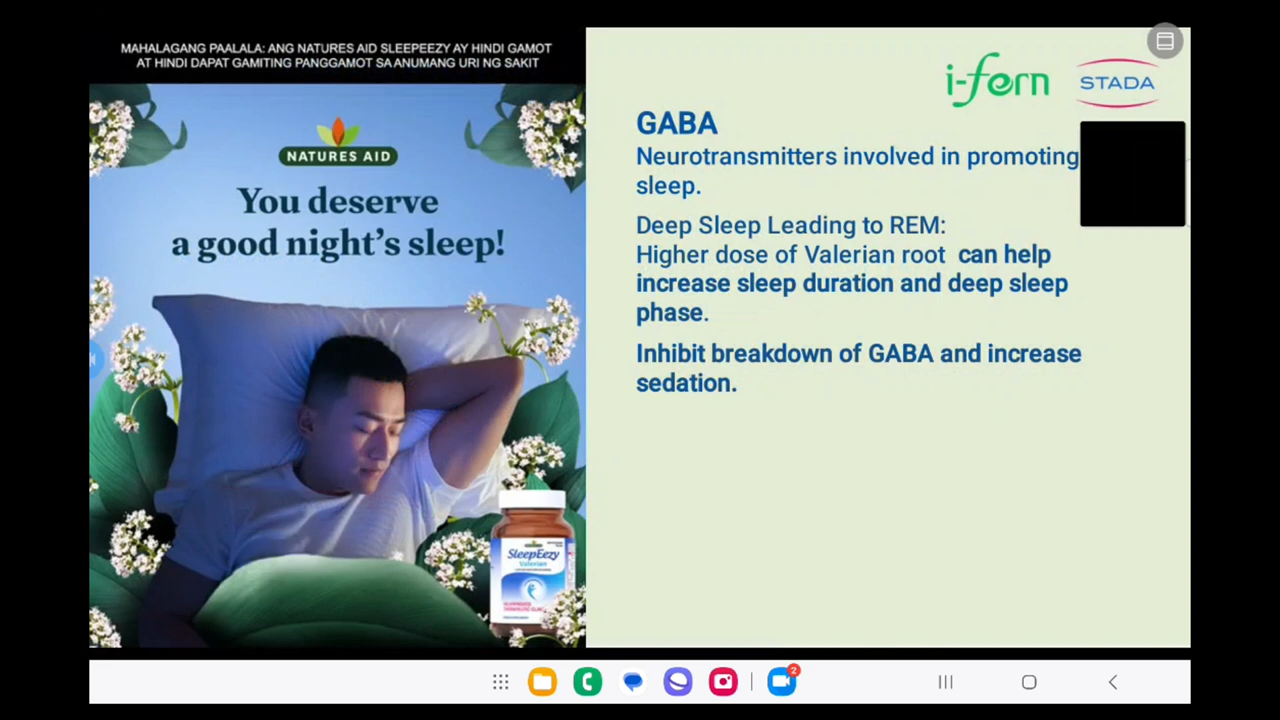 MAHALAGANG PAALALA: ANG NATURES AID SLEEPEEZY AY HINDI GAMOT
AT HINDI DAPAT GAMITING PANGGAMOT SA ANUMANG URI NG SAKIT
NATURES AID
You deserve
a good night's sleep!
SleepEezy
Valerian
i-fern
STADA
GABA
Neurotransmitters involved in promoting
sleep.
Deep Sleep Leading to REM:
Higher dose of Valerian root can help
increase sleep duration and deep sleep
phase.
Inhibit breakdown of GABA and increase
sedation.
2